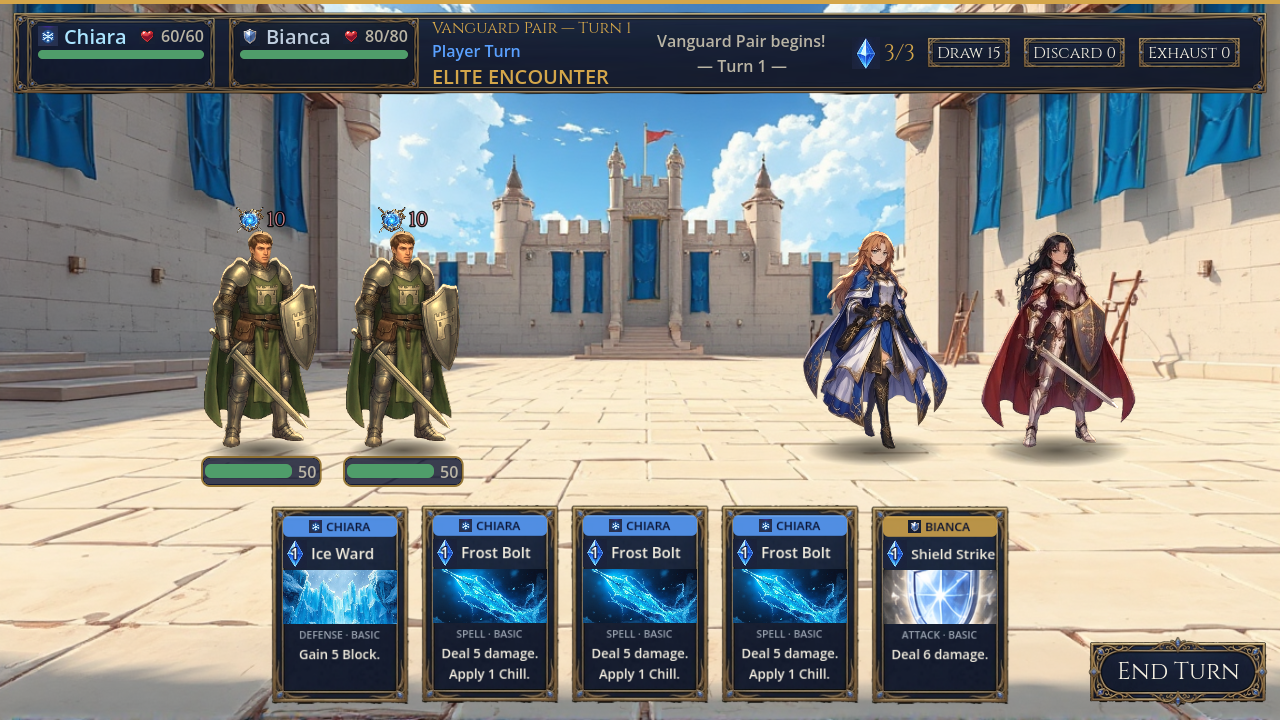 Chiara 60/60
Bianca 80/80
VANGUARD PAIR — TURN 1
Player Turn
ELITE ENCOUNTER
Vanguard Pair begins!
— Turn 1 —
3/3
DRAW 15
DISCARD 0
EXHAUST 0
10
10
50
50
CHIARA
1 Ice Ward
DEFENSE · BASIC
Gain 5 Block.
CHIARA
1 Frost Bolt
SPELL · BASIC
Deal 5 damage.
Apply 1 Chill.
CHIARA
1 Frost Bolt
SPELL · BASIC
Deal 5 damage.
Apply 1 Chill.
CHIARA
1 Frost Bolt
SPELL · BASIC
Deal 5 damage.
Apply 1 Chill.
BIANCA
1 Shield Strike
ATTACK · BASIC
Deal 6 damage.
END TURN